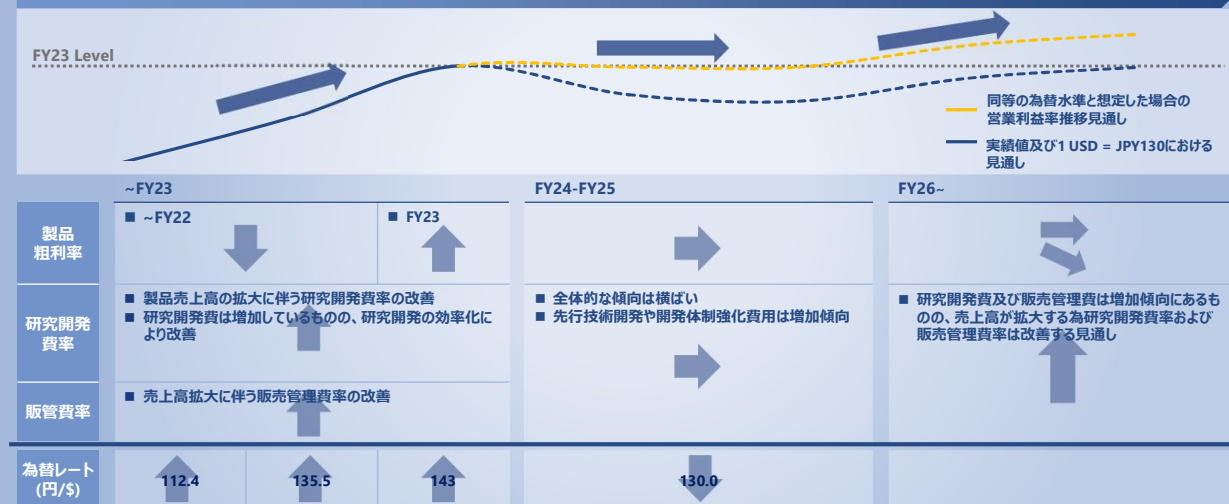 FY23 Level
同等の為替水準と想定した場合の
営業利益率推移見通し
実績値及び1 USD = JPY130における
見通し
~FY23
FY24-FY25
FY26~
製品
粗利率
■ ~FY22
■ FY23
研究開発
費率
■ 製品売上高の拡大に伴う研究開発費率の改善
■ 研究開発費は増加しているものの、研究開発の効率化に
より改善
■ 全体的な傾向は横ばい
■ 先行技術開発や開発体制強化費用は増加傾向
■ 研究開発費及び販売管理費は増加傾向にあるも
のの、売上高が拡大する為研究開発費率および
販売管理費率は改善する見通し
販管費率
■ 売上高拡大に伴う販売管理費率の改善
為替レート
(円/$)
112.4
135.5
143
130.0